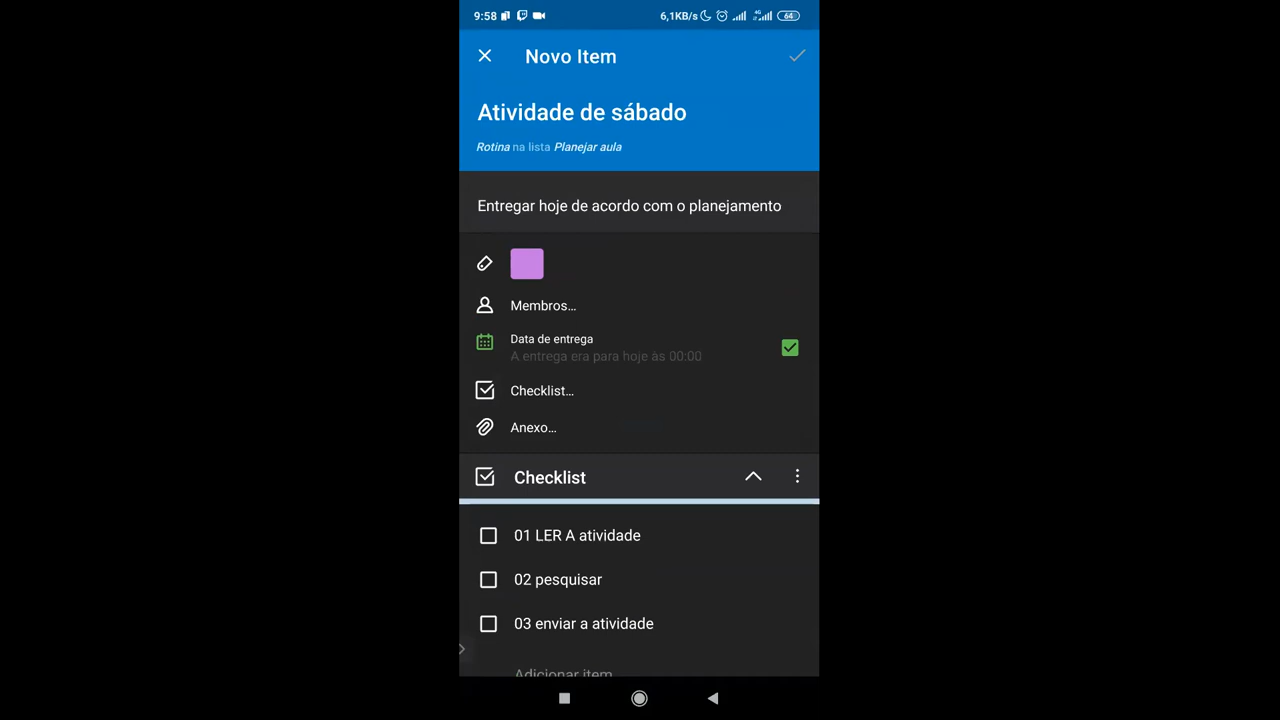 9:58 6,1KB/s 4G 64
Novo Item
Atividade de sábado
Rotina na lista Planejar aula
Entregar hoje de acordo com o planejamento
Membros...
Data de entrega
A entrega era para hoje às 00:00
Checklist...
Anexo...
Checklist
01 LER A atividade
02 pesquisar
03 enviar a atividade
Adicionar item